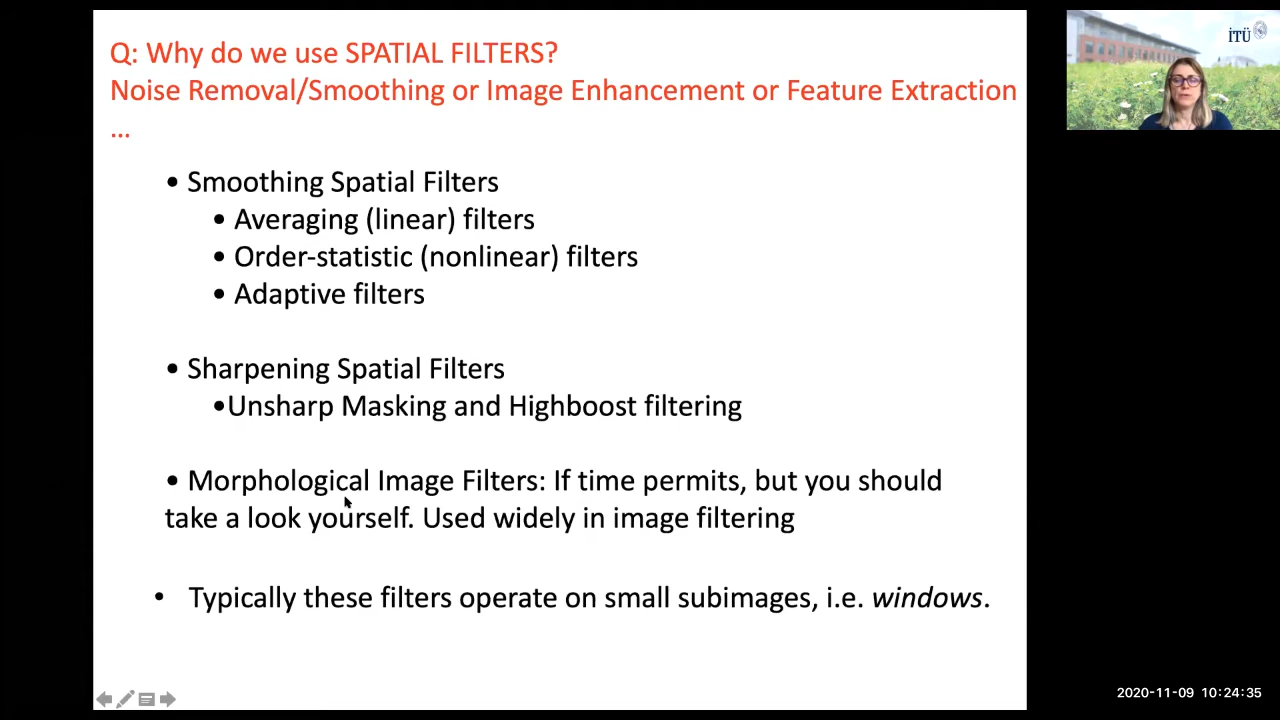 Q: Why do we use SPATIAL FILTERS?
Noise Removal/Smoothing or Image Enhancement or Feature Extraction
...
• Smoothing Spatial Filters
• Averaging (linear) filters
• Order-statistic (nonlinear) filters
• Adaptive filters
• Sharpening Spatial Filters
•Unsharp Masking and Highboost filtering
• Morphological Image Filters: If time permits, but you should
take a look yourself. Used widely in image filtering
• Typically these filters operate on small subimages, i.e. windows.
İTÜ
2020-11-09 10:24:35